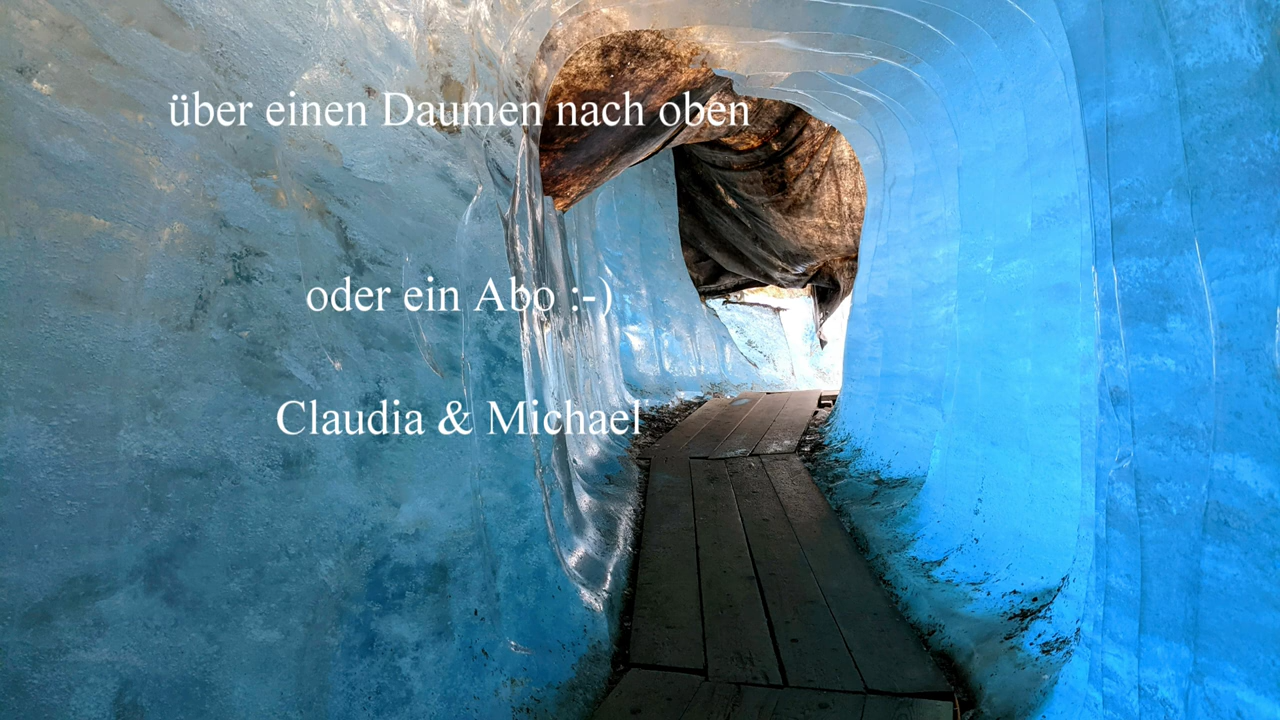 über einen Daumen nach oben
oder ein Abo :-)
Claudia & Michael